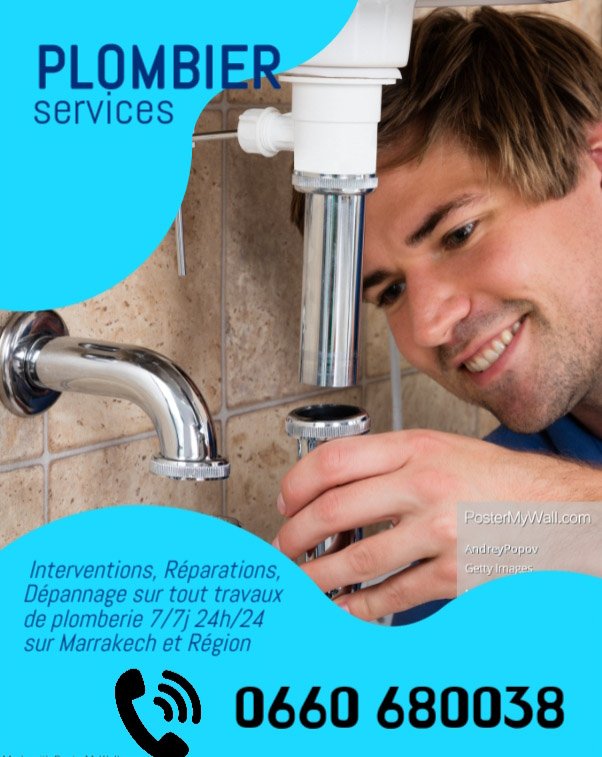 PLOMBIER
services
PosterMyWall.com
AndreyPopov
Getty Images
Interventions, Réparations,
Dépannage sur tout travaux
de plomberie 7/7j 24h/24
sur Marrakech et Région
0660 680038